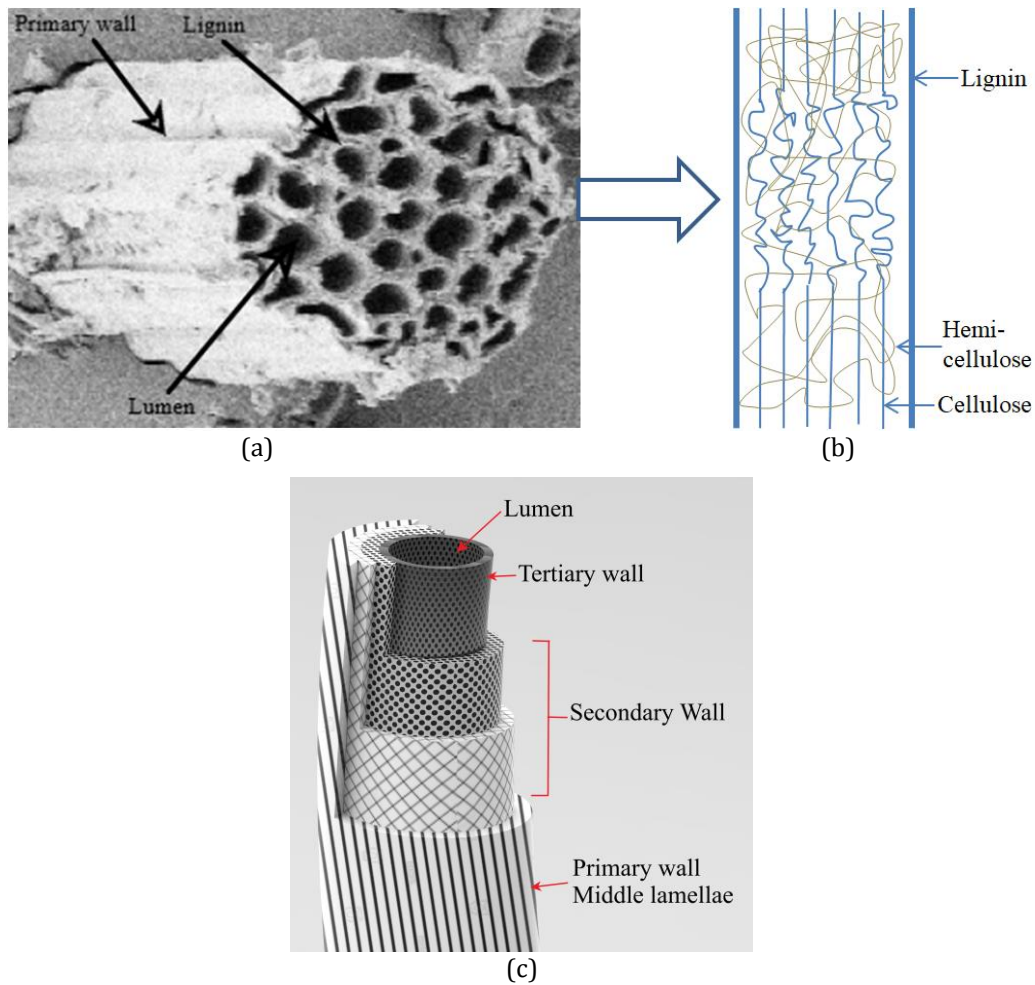 Primary wall
Lignin
Lumen
Lignin
Hemi-
cellulose
Cellulose
(a)
(b)
Lumen
Tertiary wall
Secondary Wall
Primary wall
Middle lamellae
(c)